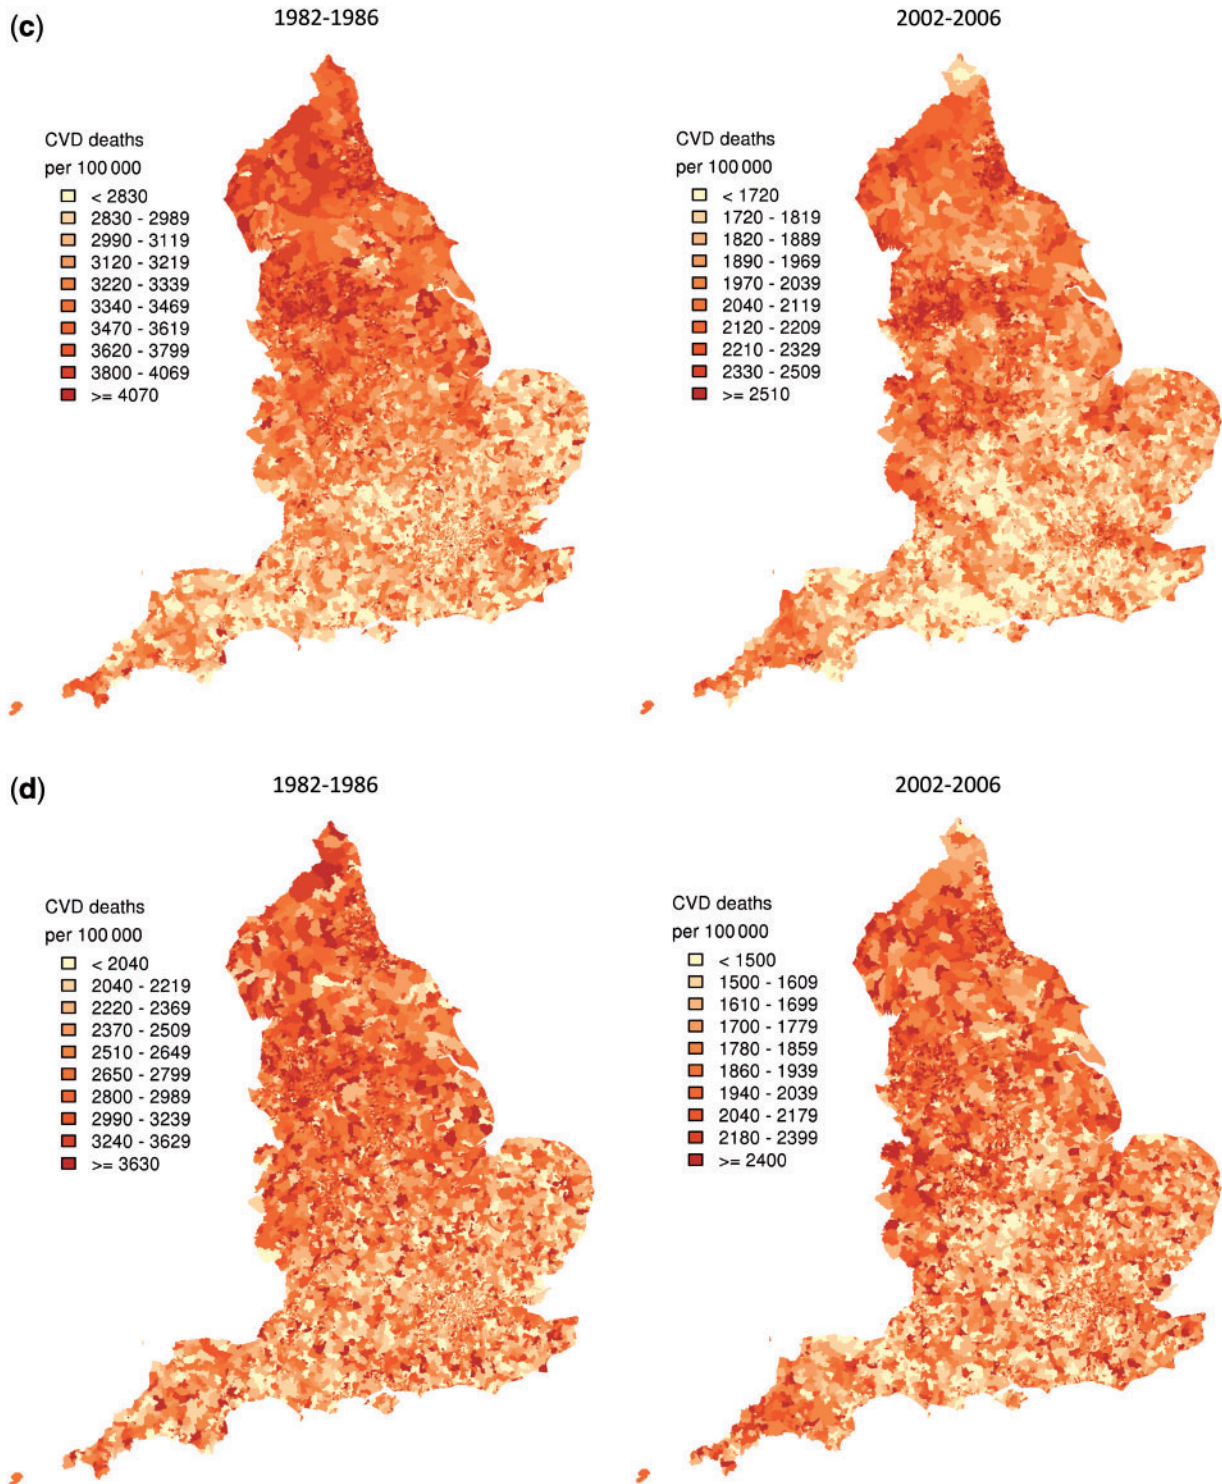 (c)
1982-1986
2002-2006
CVD deaths
per 100 000
< 2830
2830 - 2989
2990 - 3119
3120 - 3219
3220 - 3339
3340 - 3469
3470 - 3619
3620 - 3799
3800 - 4069
>= 4070
CVD deaths
per 100 000
< 1720
1720 - 1819
1820 - 1889
1890 - 1969
1970 - 2039
2040 - 2119
2120 - 2209
2210 - 2329
2330 - 2509
>= 2510
(d)
1982-1986
2002-2006
CVD deaths
per 100 000
< 2040
2040 - 2219
2220 - 2369
2370 - 2509
2510 - 2649
2650 - 2799
2800 - 2989
2990 - 3239
3240 - 3629
>= 3630
CVD deaths
per 100 000
< 1500
1500 - 1609
1610 - 1699
1700 - 1779
1780 - 1859
1860 - 1939
1940 - 2039
2040 - 2179
2180 - 2399
>= 2400